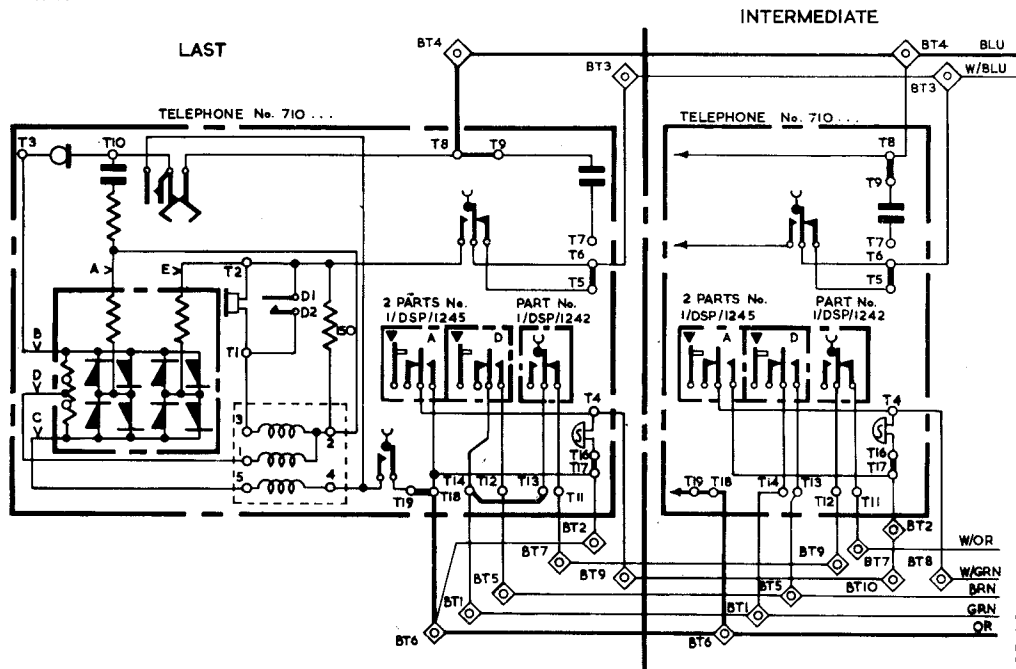 INTERMEDIATE
LAST
BT4
BT4
BLU
BT3
BT3
W/BLU
TELEPHONE No. 710 ...
TELEPHONE No. 710 ...
T3
T10
T8
T9
T8
T9
T7
T6
T5
T7
T6
T5
A
E
T2
D1
D2
150
T1
B
D
C
2 PARTS No.
1/DSP/1245
PART No.
1/DSP/1242
A
D
2 PARTS No.
1/DSP/1245
PART No.
1/DSP/1242
A
D
3
2
1
5
4
T4
S
T16
T17
T4
S
T16
T17
T19
T18
T14
T12
T13
T11
T19
T18
T14
T13
T12
T11
BT2
BT7
BT9
BT5
BT1
BT6
BT2
BT9
BT7
BT8
BT10
BT5
BT1
BT6
W/OR
W/GRN
BRN
GRN
OR